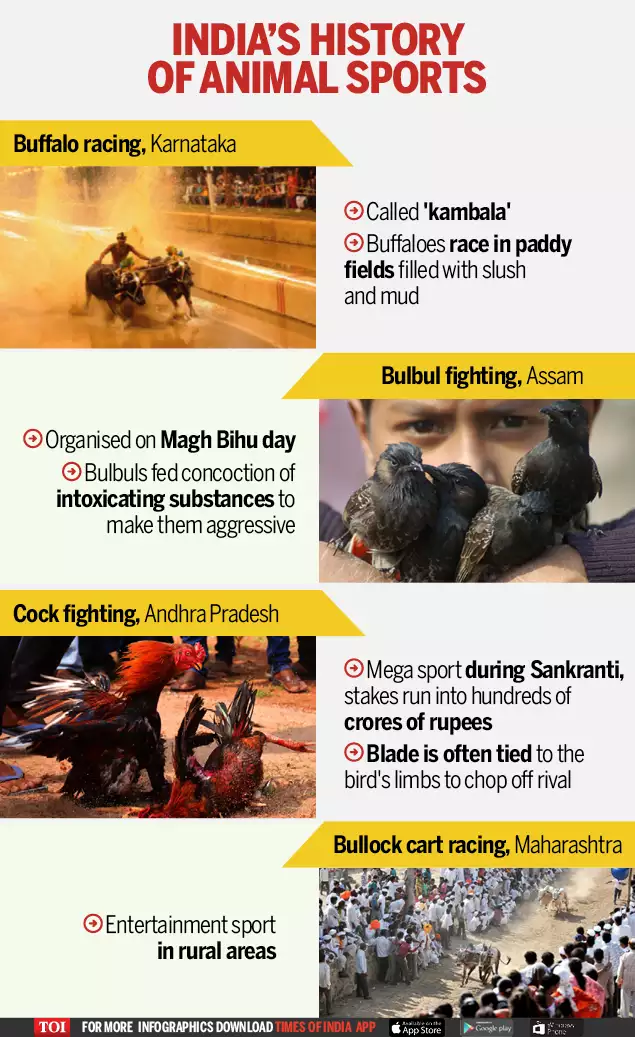 INDIA'S HISTORY
OF ANIMAL SPORTS
Buffalo racing, Karnataka
Called 'kambala'
Buffaloes race in paddy
fields filled with slush
and mud
Bulbul fighting, Assam
Organised on Magh Bihu day
Bulbuls fed concoction of
intoxicating substances to
make them aggressive
Cock fighting, Andhra Pradesh
Mega sport during Sankranti,
stakes run into hundreds of
crores of rupees
Blade is often tied to the
bird's limbs to chop off rival
Bullock cart racing, Maharashtra
Entertainment sport
in rural areas
TOI FOR MORE INFOGRAPHICS DOWNLOAD TIMES OF INDIA APP
Available on the
App Store
Google play
Windows
Phone